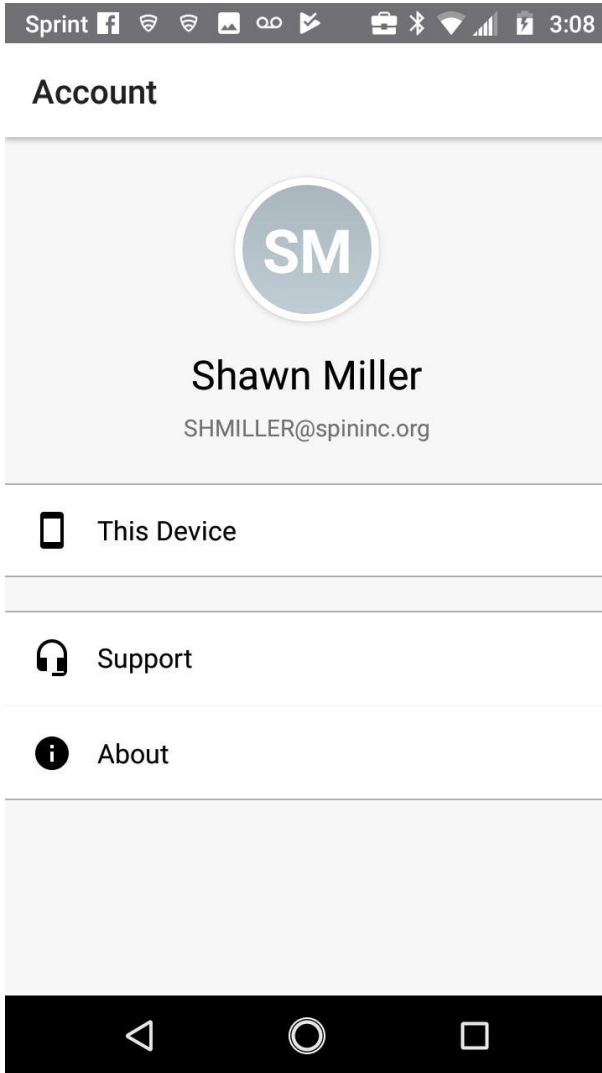 Sprint 3:08
Account
SM
Shawn Miller
SHMILLER@spininc.org
This Device
Support
About